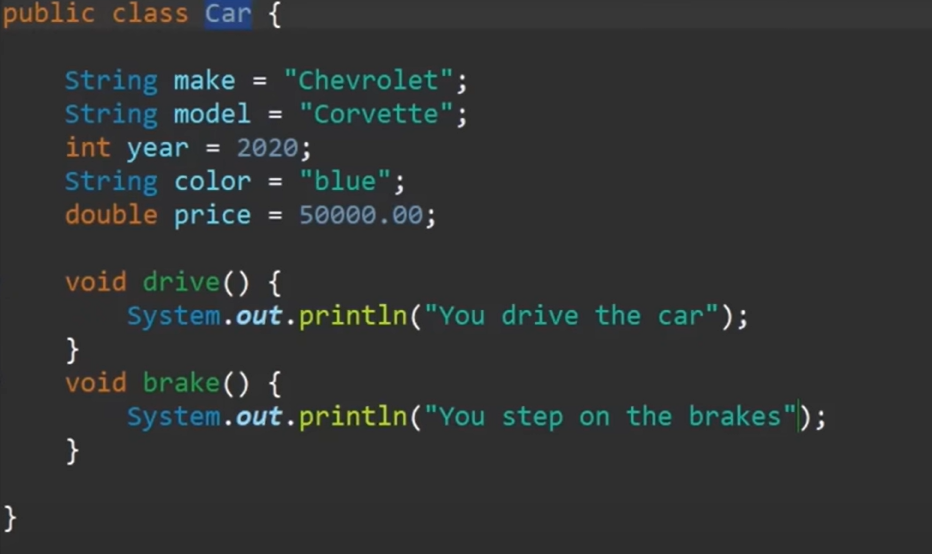 public class Car {
String make = "Chevrolet";
String model = "Corvette";
int year = 2020;
String color = "blue";
double price = 50000.00;
void drive() {
System.out.println("You drive the car");
}
void brake() {
System.out.println("You step on the brakes");
}
}